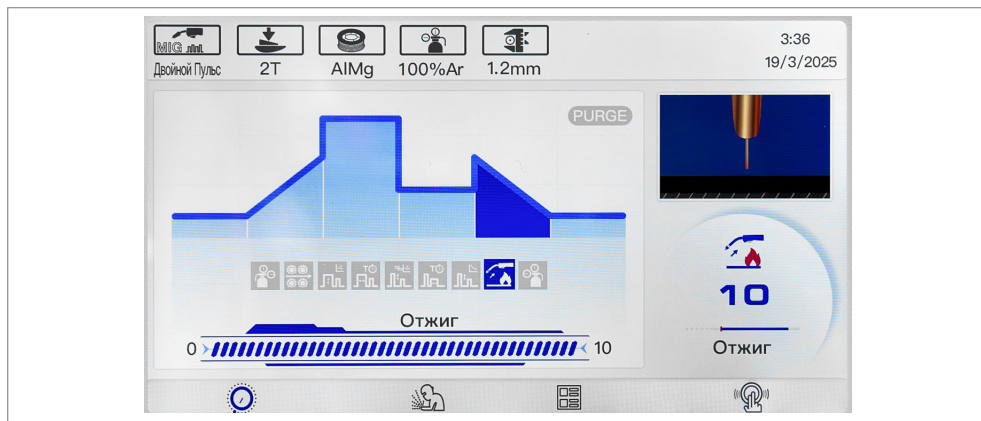 MIG
Двойной Пульс
2T
AlMg
100%Ar
1.2mm
3:36
19/3/2025
PURGE
Отжиг
0
10
10
Отжиг